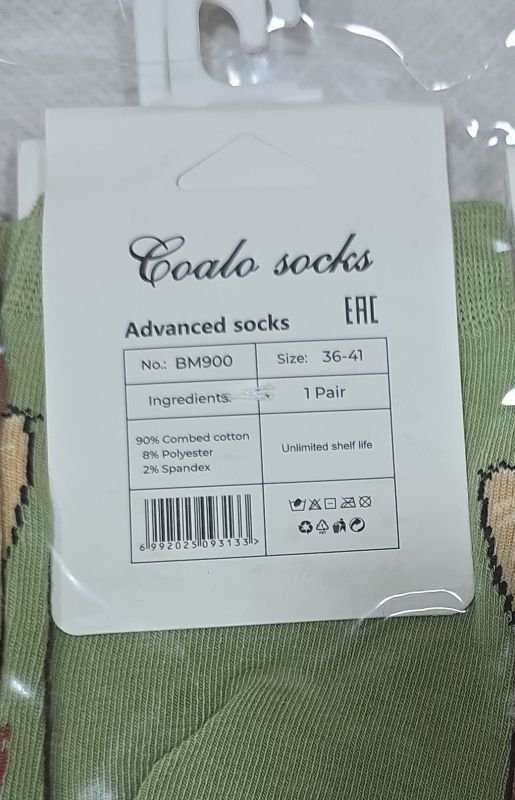 Coalo socks
EAC
Advanced socks
No.: BM900
Size: 36-41
Ingredients:
1 Pair
90% Combed cotton
8% Polyester
2% Spandex
Unlimited shelf life
6 992025 093133 >